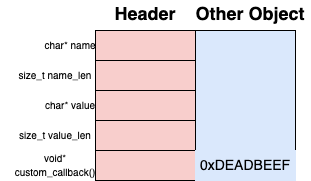 Header Other Object
char* name
size_t name_len
char* value
size_t value_len
void*
custom_callback() 0xDEADBEEF